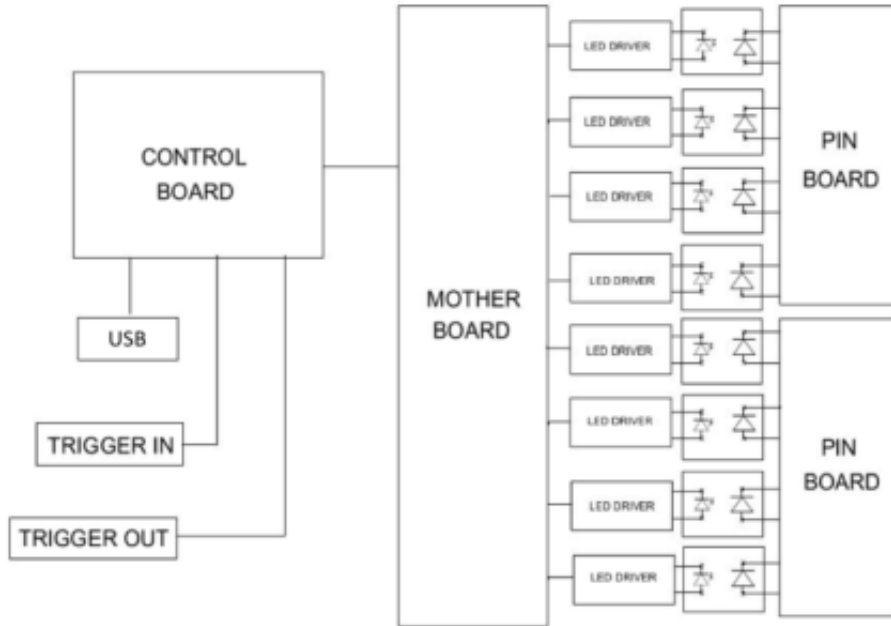 CONTROL
BOARD
USB
TRIGGER IN
TRIGGER OUT
MOTHER
BOARD
LED DRIVER
LED DRIVER
LED DRIVER
LED DRIVER
LED DRIVER
LED DRIVER
LED DRIVER
LED DRIVER
PIN
BOARD
PIN
BOARD